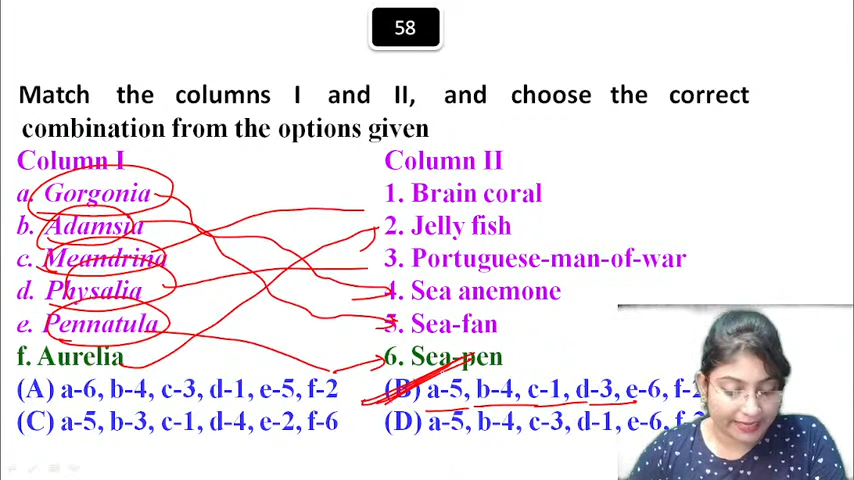 58
Match the columns I and II, and choose the correct
combination from the options given
Column I Column II
a. Gorgonia 1. Brain coral
b. Adamsia 2. Jelly fish
c. Meandrina 3. Portuguese-man-of-war
d. Physalia 4. Sea anemone
e. Pennatula 5. Sea-fan
f. Aurelia 6. Sea-pen
(A) a-6, b-4, c-3, d-1, e-5, f-2 (B) a-5, b-4, c-1, d-3, e-6, f-2
(C) a-5, b-3, c-1, d-4, e-2, f-6 (D) a-5, b-4, c-3, d-1, e-6, f-2